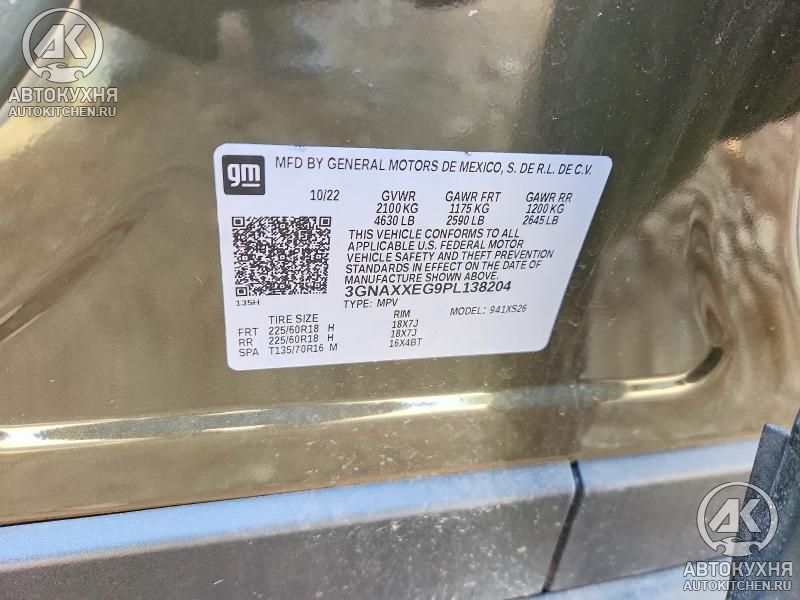 AK
АВТОКУХНЯ
AUTOKITCHEN.RU
gm
MFD BY GENERAL MOTORS DE MEXICO, S. DE R.L. DE C.V.
10/22 GVWR GAWR FRT GAWR RR
2100 KG 1175 KG 1200 KG
4630 LB 2590 LB 2645 LB
THIS VEHICLE CONFORMS TO ALL
APPLICABLE U.S. FEDERAL MOTOR
VEHICLE SAFETY AND THEFT PREVENTION
STANDARDS IN EFFECT ON THE DATE OF
MANUFACTURE SHOWN ABOVE.
3GNAXXEG9PL138204
135H
TYPE: MPV MODEL: 941XS26
TIRE SIZE RIM
FRT 225/60R18 H 18X7J
RR 225/60R18 H 18X7J
SPA T135/70R16 M 16X4BT
AK
АВТОКУХНЯ
AUTOKITCHEN.RU